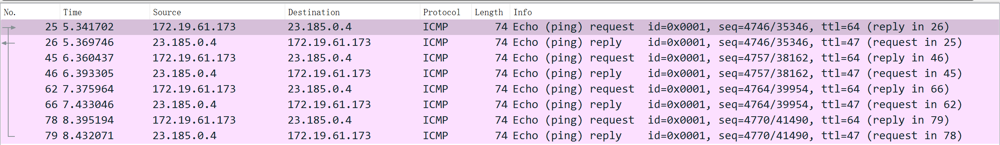 No. Time Source Destination Protocol Length Info
25 5.341702 172.19.61.173 23.185.0.4 ICMP 74 Echo (ping) request id=0x0001, seq=4746/35346, ttl=64 (reply in 26)
26 5.369746 23.185.0.4 172.19.61.173 ICMP 74 Echo (ping) reply id=0x0001, seq=4746/35346, ttl=47 (request in 25)
45 6.360437 172.19.61.173 23.185.0.4 ICMP 74 Echo (ping) request id=0x0001, seq=4757/38162, ttl=64 (reply in 46)
46 6.393305 23.185.0.4 172.19.61.173 ICMP 74 Echo (ping) reply id=0x0001, seq=4757/38162, ttl=47 (request in 45)
62 7.375964 172.19.61.173 23.185.0.4 ICMP 74 Echo (ping) request id=0x0001, seq=4764/39954, ttl=64 (reply in 66)
66 7.433046 23.185.0.4 172.19.61.173 ICMP 74 Echo (ping) reply id=0x0001, seq=4764/39954, ttl=47 (request in 62)
78 8.395194 172.19.61.173 23.185.0.4 ICMP 74 Echo (ping) request id=0x0001, seq=4770/41490, ttl=64 (reply in 79)
79 8.432071 23.185.0.4 172.19.61.173 ICMP 74 Echo (ping) reply id=0x0001, seq=4770/41490, ttl=47 (request in 78)